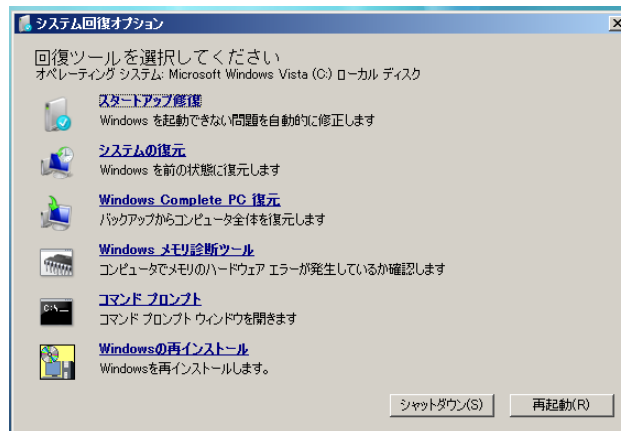 システム回復オプション
回復ツールを選択してください
オペレーティング システム: Microsoft Windows Vista (C:) ローカル ディスク
スタートアップ修復
Windows を起動できない問題を自動的に修正します
システムの復元
Windows を前の状態に復元します
Windows Complete PC 復元
バックアップからコンピュータ全体を復元します
Windows メモリ診断ツール
コンピュータでメモリのハードウェア エラーが発生しているか確認します
C:\_
コマンド プロンプト
コマンド プロンプト ウィンドウを開きます
Windowsの再インストール
Windowsを再インストールします。
シャットダウン(S) 再起動(R)